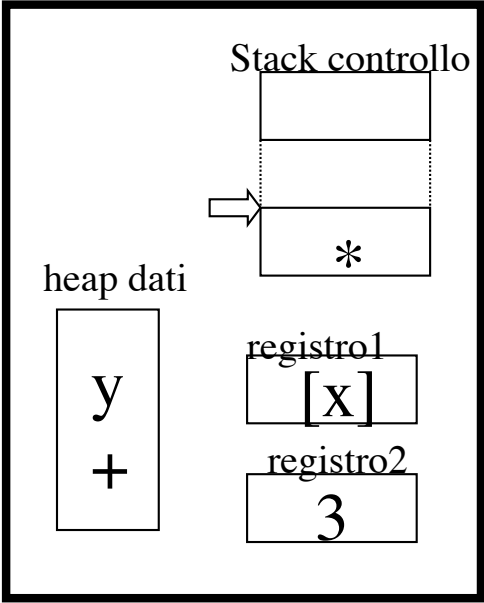 Stack controllo
*
heap dati
y
+
registro1
[x]
registro2
3